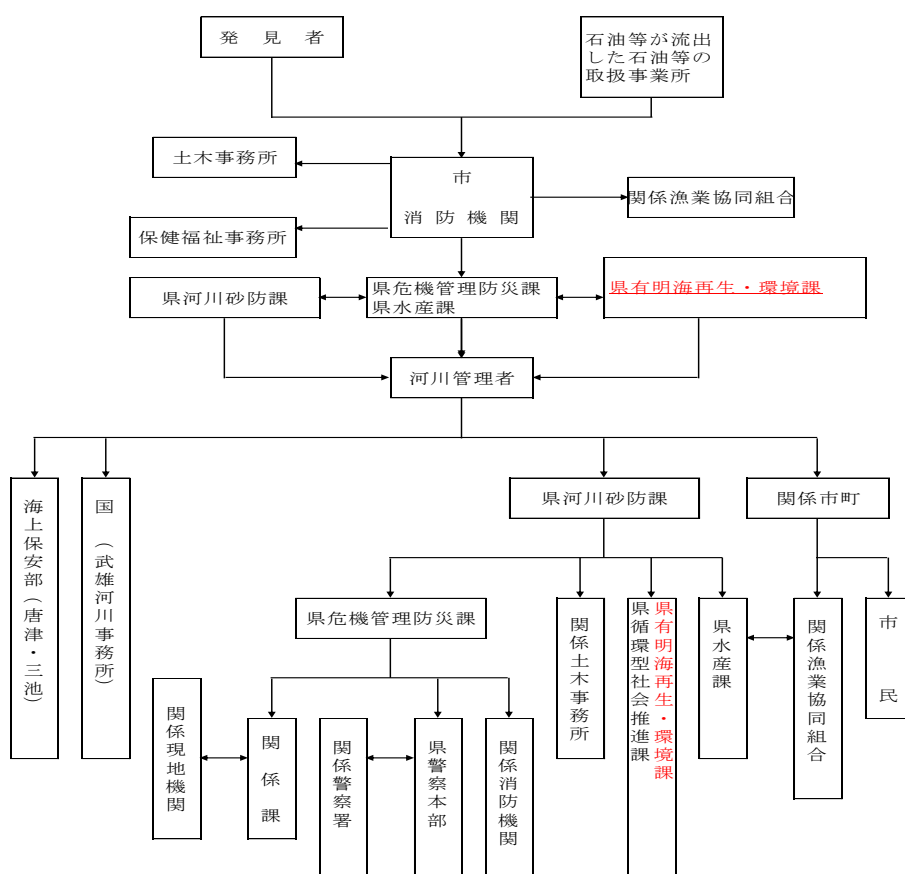 発見者
石油等が流出
した石油等の
取扱事業所
土木事務所
市
消防機関
関係漁業協同組合
保健福祉事務所
県河川砂防課
県危機管理防災課
県水産課
県有明海再生・環境課
河川管理者
海上保安部(唐津・三池)
国 (武雄河川事務所)
県河川砂防課
関係市町
県危機管理防災課
関係土木事務所
県有明海再生・環境課
県循環型社会推進課
県水産課
関係漁業協同組合
市民
関係現地機関
関係課
関係警察署
県警察本部
関係消防機関